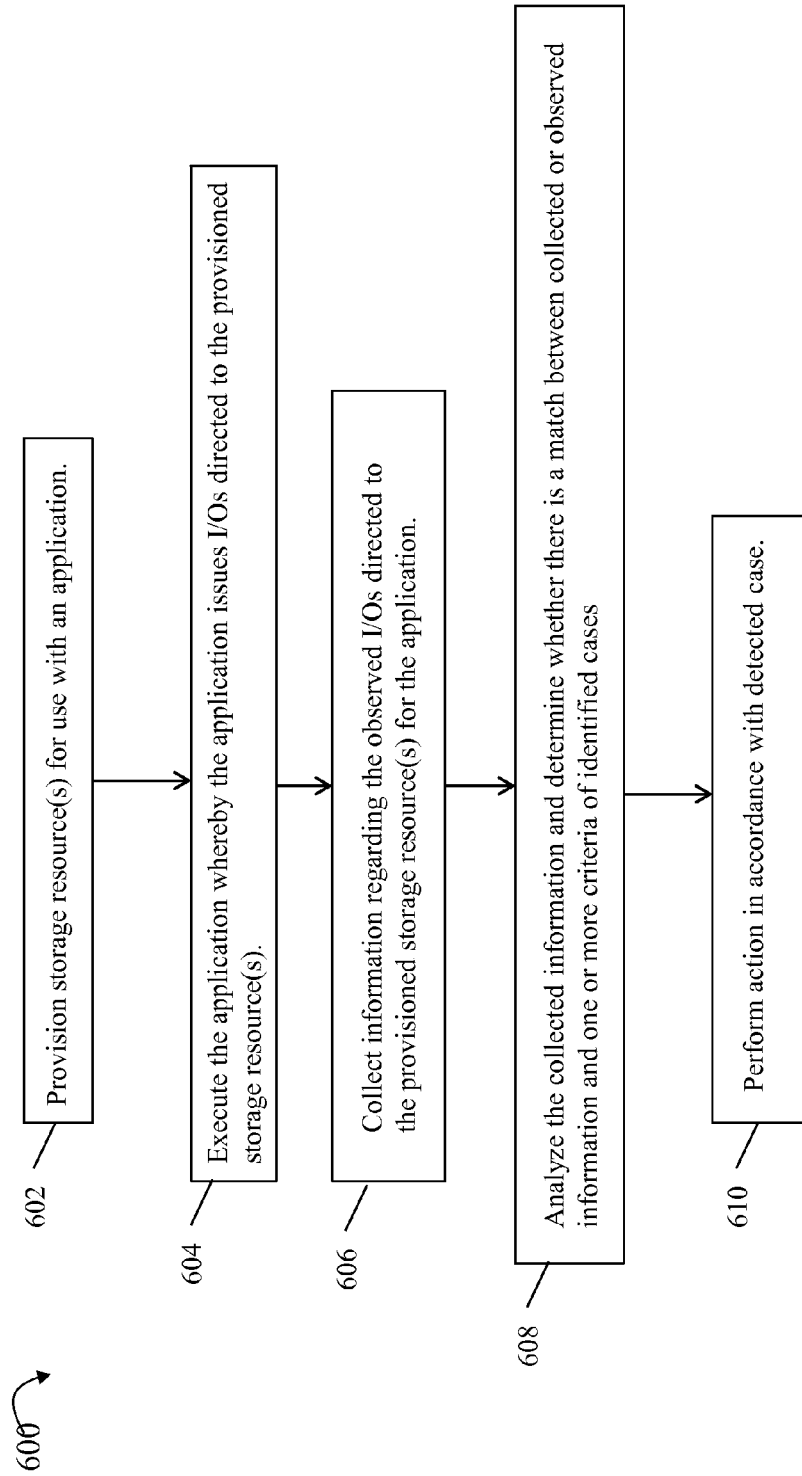 600
602
Provision storage resource(s) for use with an application.
604
Execute the application whereby the application issues I/Os directed to the provisioned
storage resource(s).
606
Collect information regarding the observed I/Os directed to
the provisioned storage resource(s) for the application.
608
Analyze the collected information and determine whether there is a match between collected or observed
information and one or more criteria of identified cases
610
Perform action in accordance with detected case.